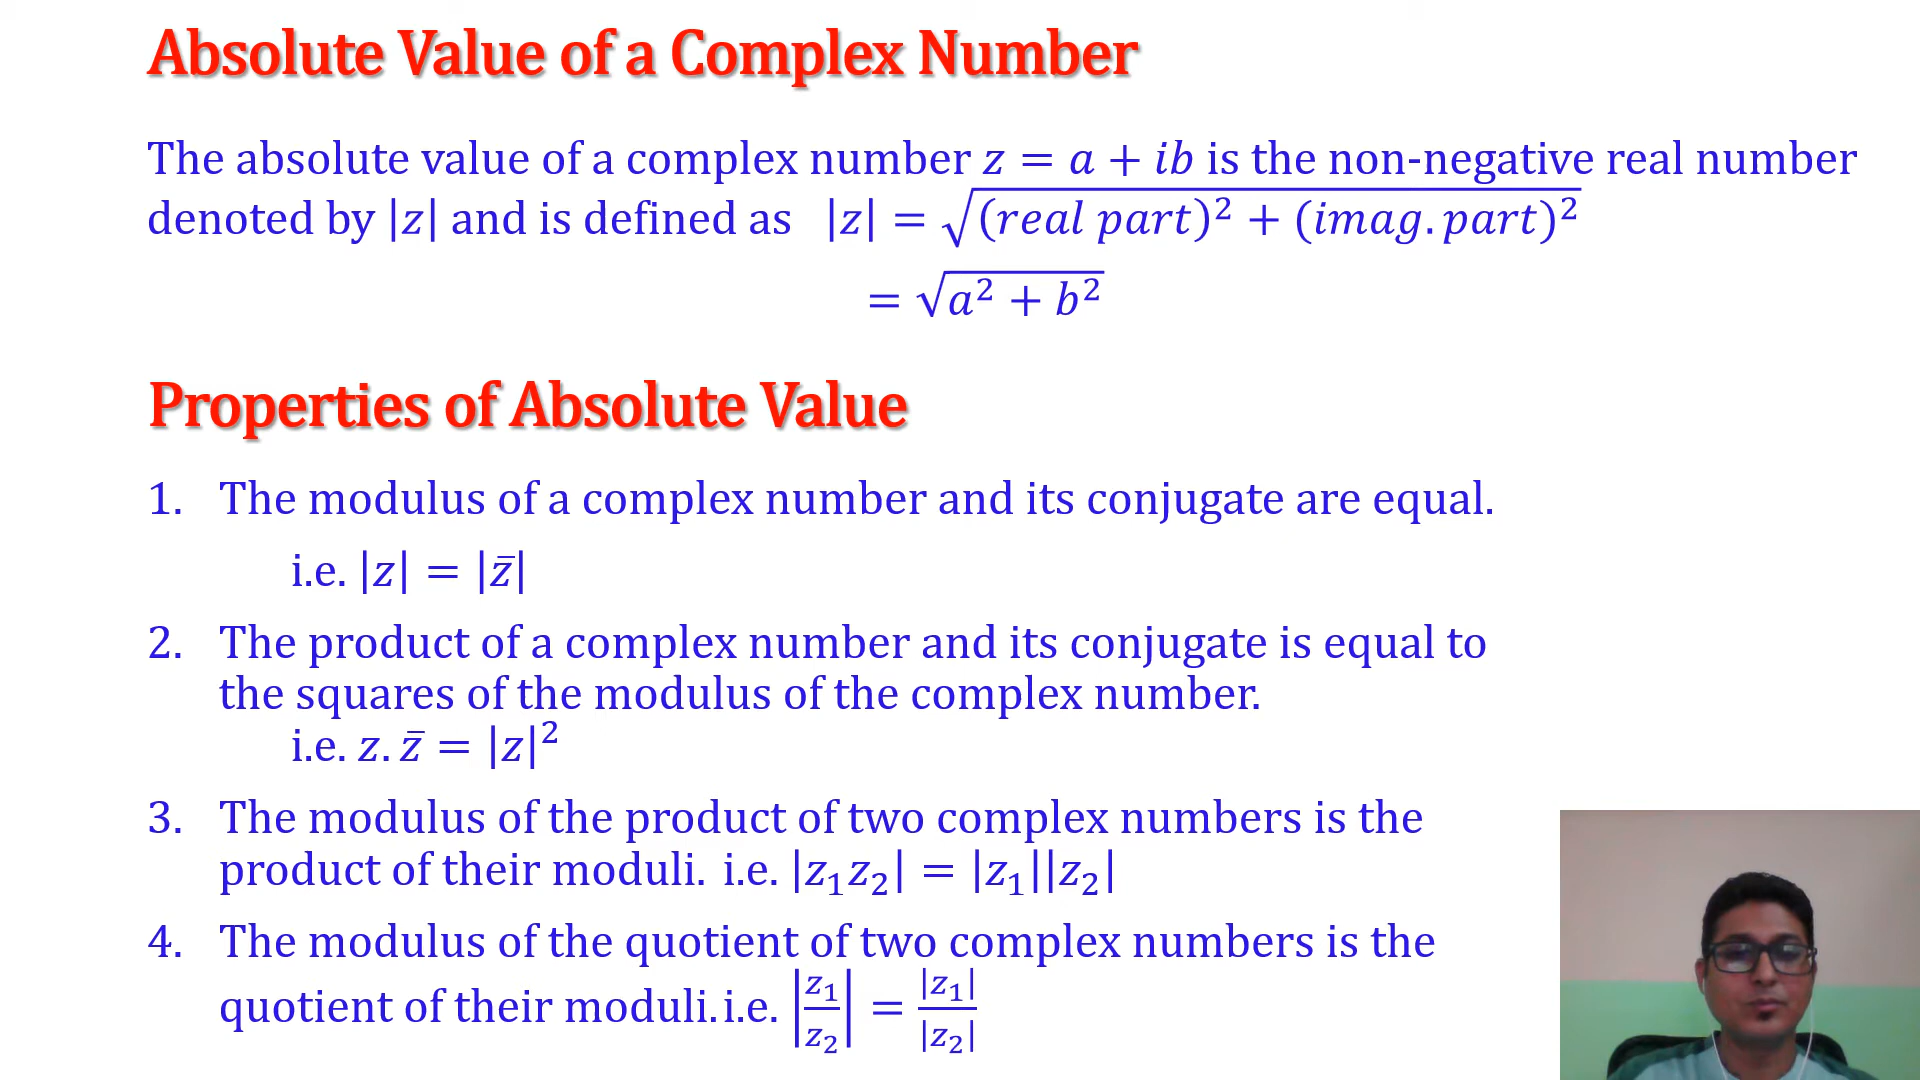 Absolute Value of a Complex Number
The absolute value of a complex number z = a + ib is the non-negative real number
denoted by |z| and is defined as |z| = √((real part)² + (imag. part)²)
= √(a² + b²)
Properties of Absolute Value
1. The modulus of a complex number and its conjugate are equal.
i.e. |z| = |z̄|
2. The product of a complex number and its conjugate is equal to
the squares of the modulus of the complex number.
i.e. z. z̄ = |z|²
3. The modulus of the product of two complex numbers is the
product of their moduli. i.e. |z₁z₂| = |z₁||z₂|
4. The modulus of the quotient of two complex numbers is the
quotient of their moduli. i.e. |z₁/z₂| = |z₁|/|z₂|